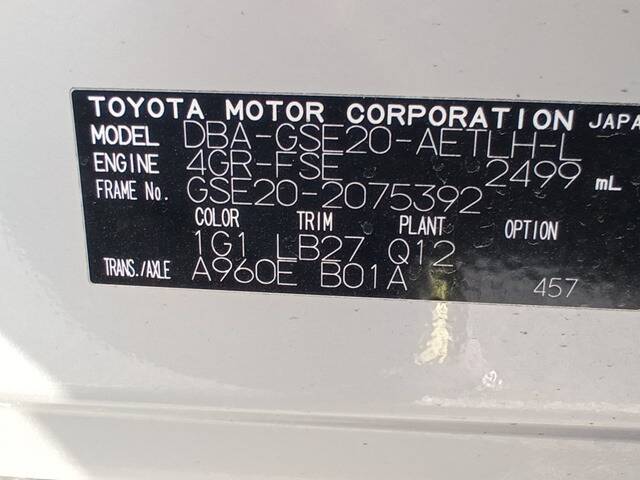 TOYOTA MOTOR CORPORATION JAPA
MODEL DBA-GSE20-AETLH-L
ENGINE 4GR-FSE 2499 mL
FRAME No. GSE20-2075392
COLOR TRIM PLANT OPTION
1G1 LB27 Q12
TRANS./AXLE A960E B01A 457